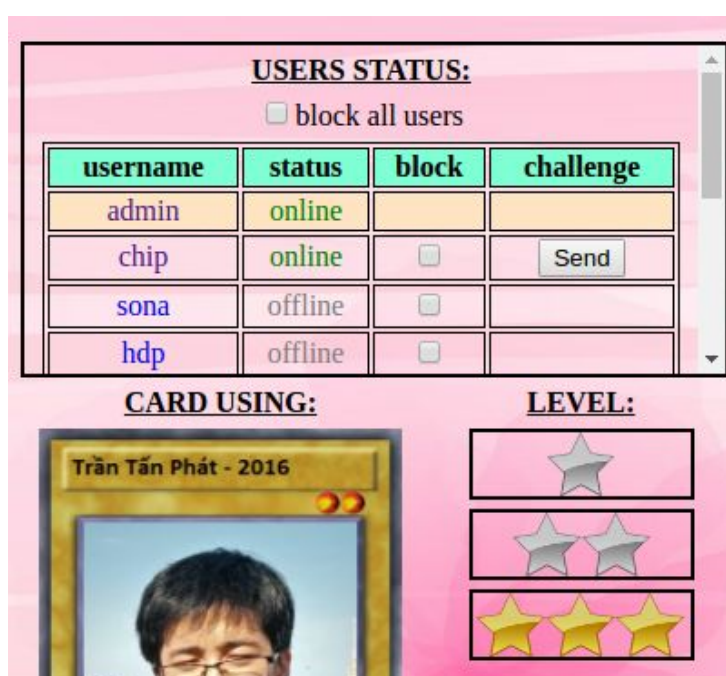 USERS STATUS:
block all users
username status block challenge
admin online
chip online Send
sona offline
hdp offline
CARD USING:
LEVEL:
Trần Tấn Phát - 2016